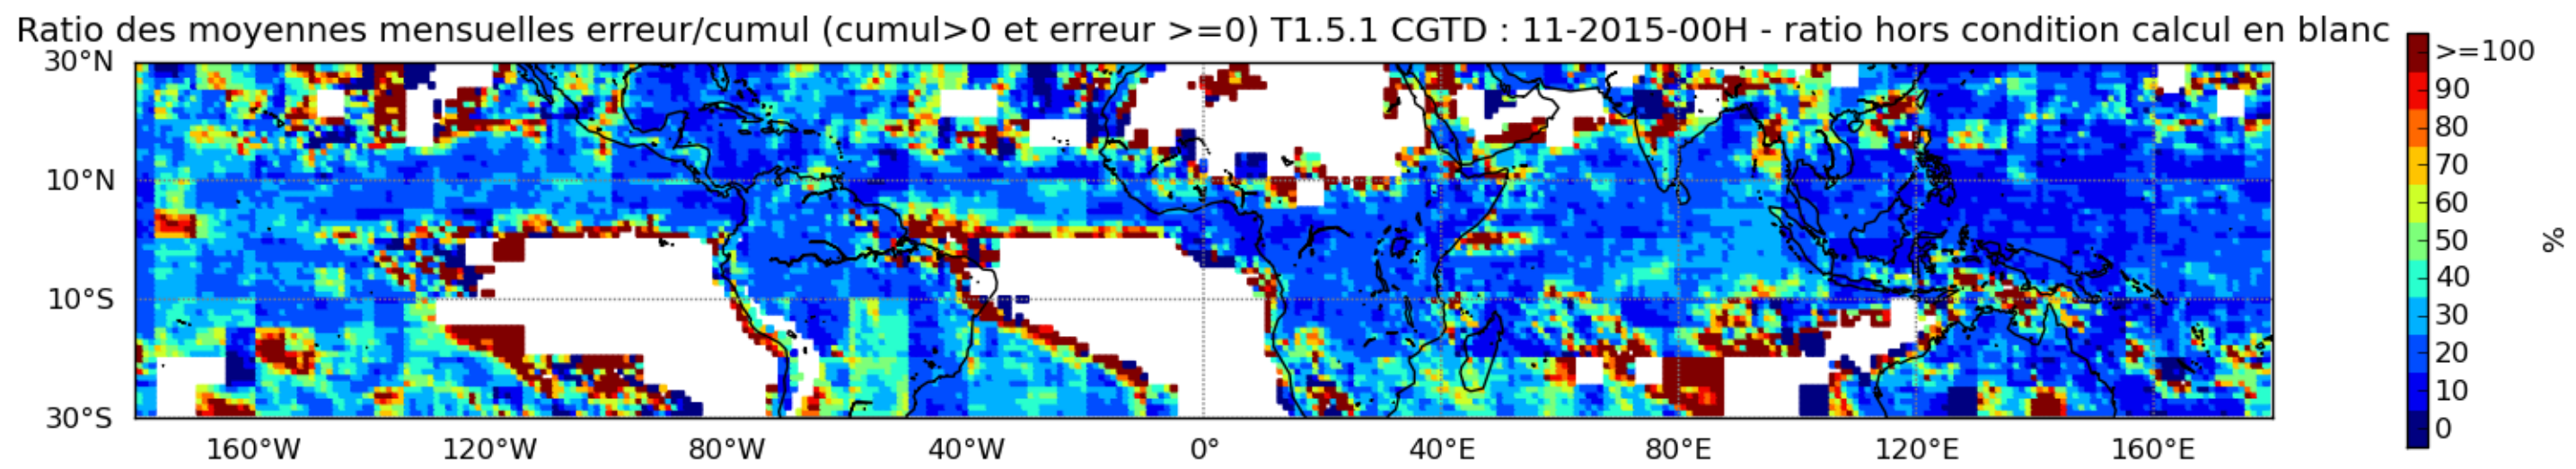 Ratio des moyennes mensuelles erreur/cumul (cumul>0 et erreur >=0) T1.5.1 CGTD : 11-2015-00H - ratio hors condition calcul en blanc
30°N
10°N
10°S
30°S
160°W 120°W 80°W 40°W 0° 40°E 80°E 120°E 160°E
>=100
90
80
70
60
50
40
30
20
10
0
%